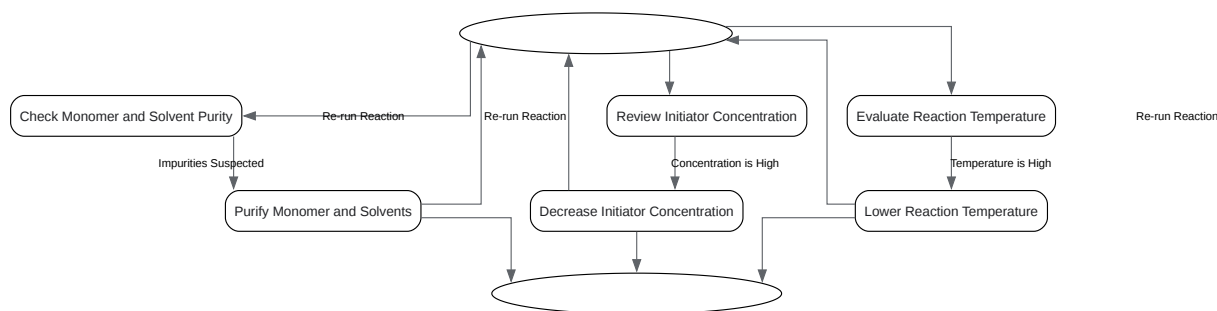 Check Monomer and Solvent Purity
Re-run Reaction
Re-run Reaction
Review Initiator Concentration
Evaluate Reaction Temperature
Re-run Reaction
Impurities Suspected
Concentration is High
Temperature is High
Purify Monomer and Solvents
Decrease Initiator Concentration
Lower Reaction Temperature